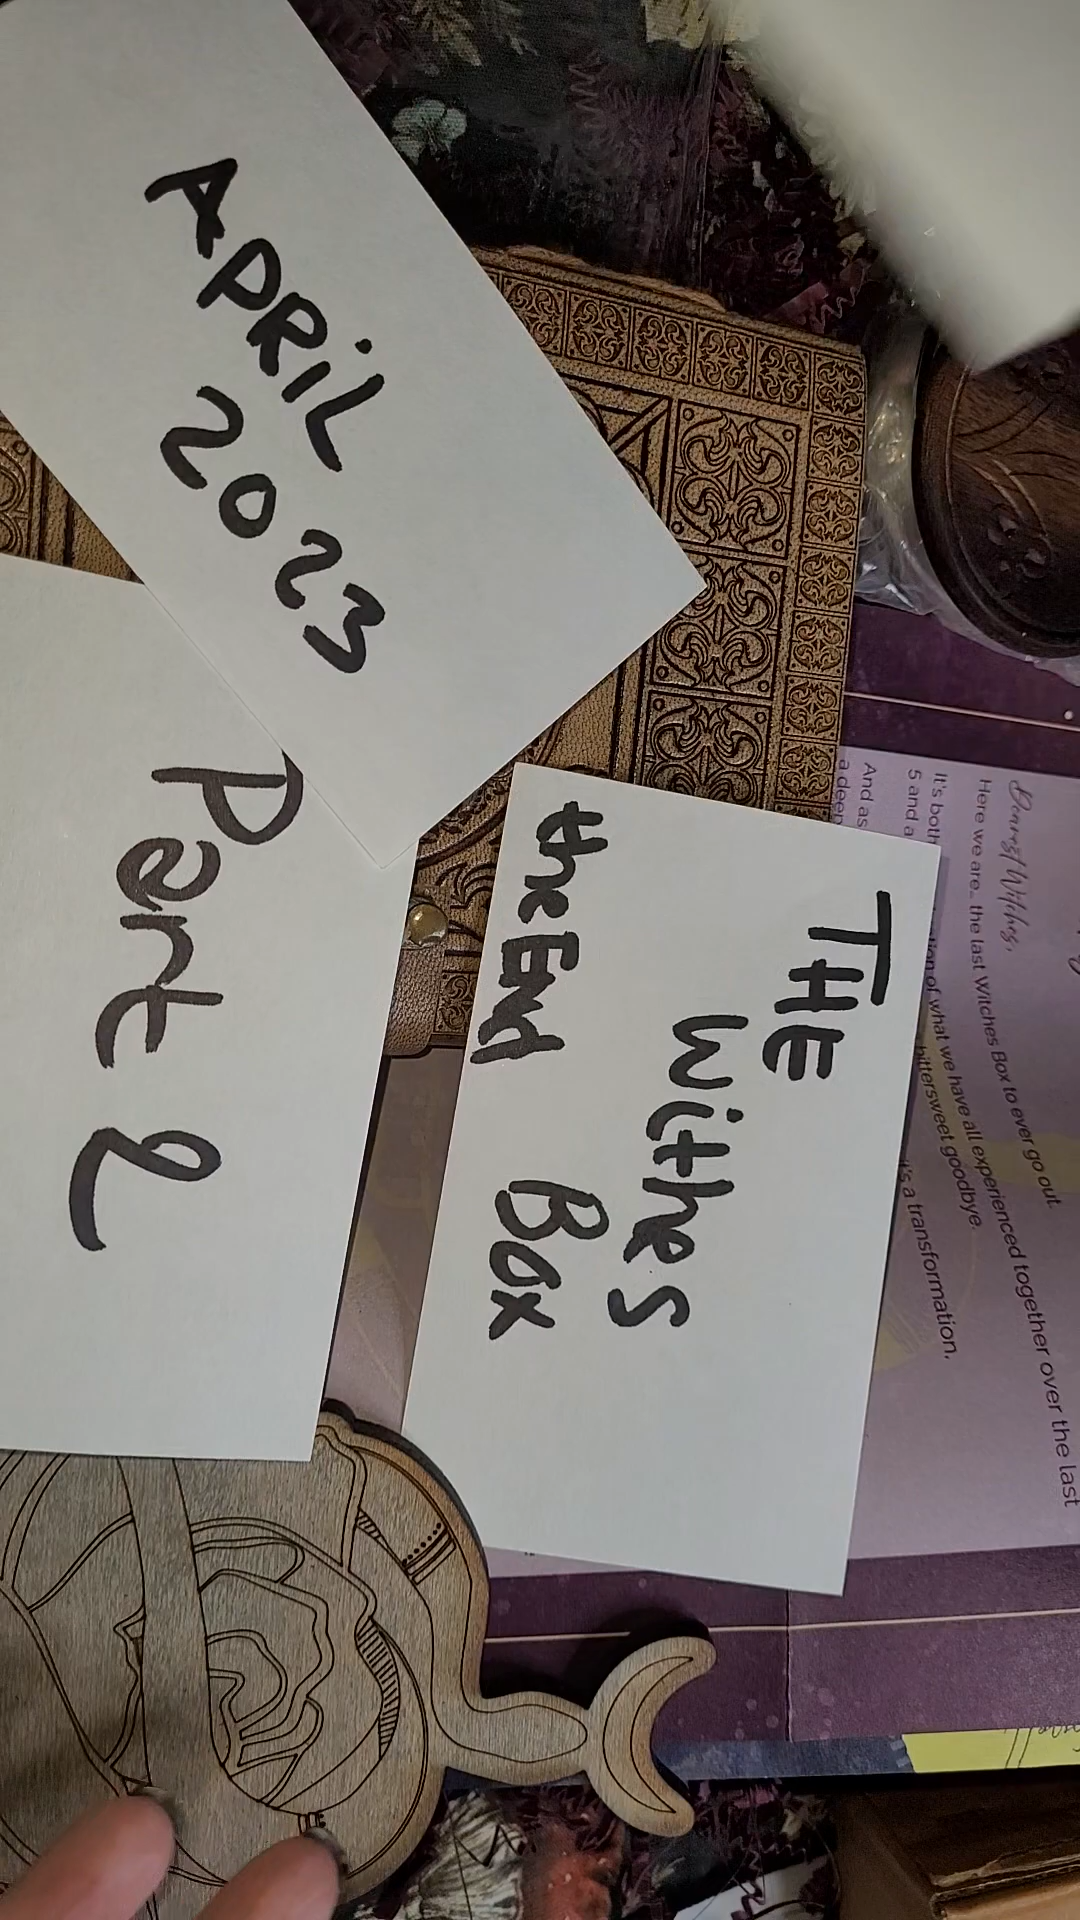 APRiL
2023
Part 2
THE
withes
Box
the End
Dearest Witches,
Here we are.. the last Witches Box to ever go out.
It's both
of what we have all experienced together over the last
5 and a
bittersweet goodbye.
And as
it's a transformation,
a deep